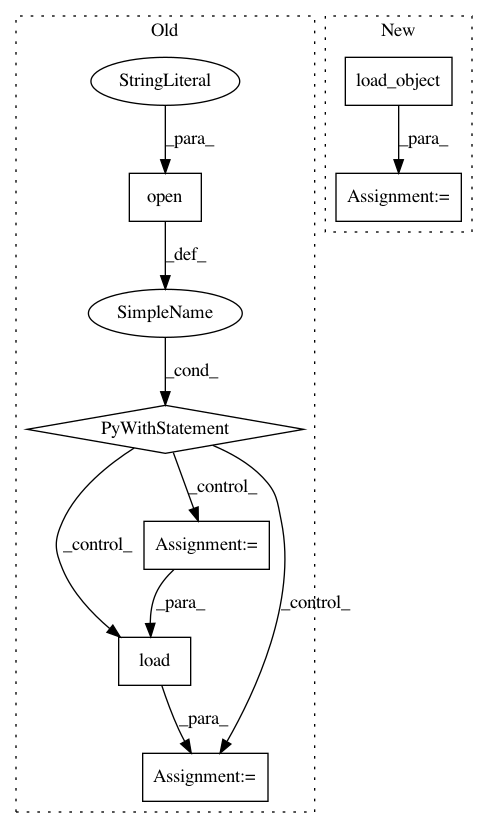 Old
New
StringLiteral
load_object
_para_
_para_
open
Assignment:=
_def_
SimpleName
_cond_
PyWithStatement
_control_
_control_
_control_
Assignment:=
_para_
load
_para_
Assignment:=